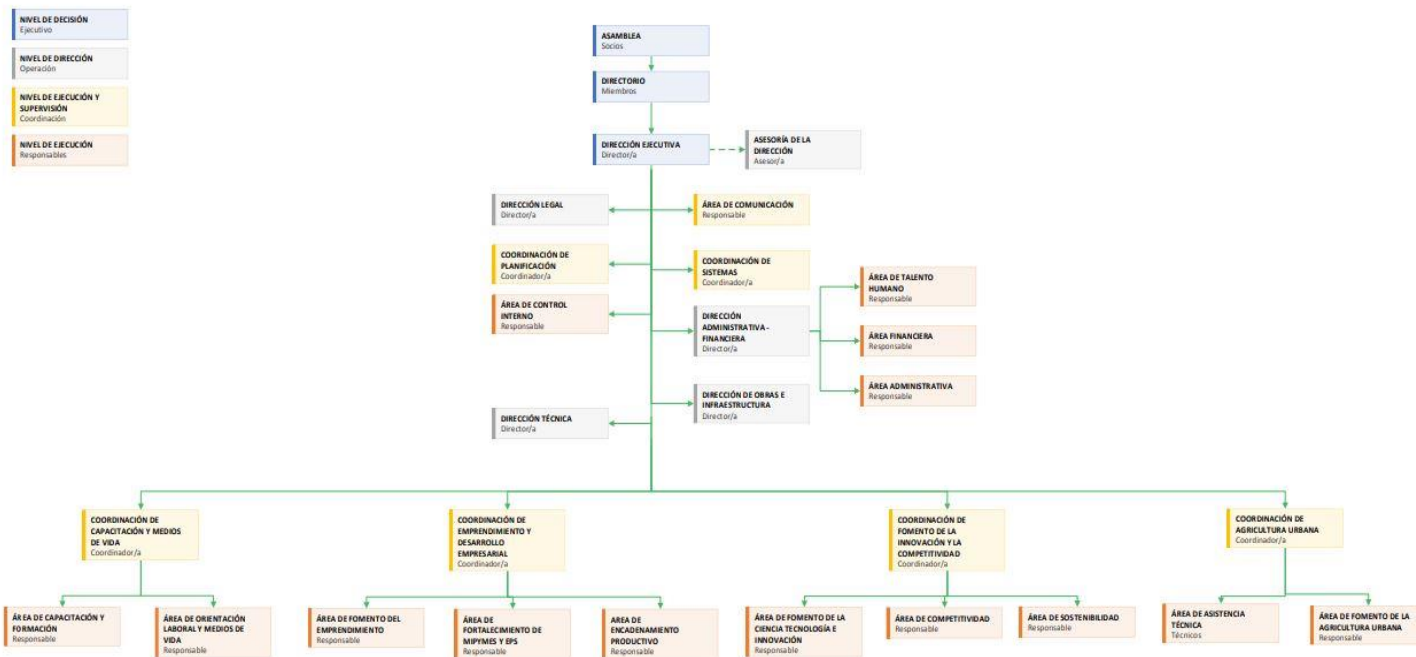 NIVEL DE DECISIÓN
Ejecutivo
NIVEL DE DIRECCIÓN
Operación
NIVEL DE EJECUCIÓN Y
SUPERVISIÓN
Coordinación
NIVEL DE EJECUCIÓN
Responsables
ASAMBLEA
Socios
DIRECTORIO
Miembros
DIRECCIÓN EJECUTIVA
Director/a
ASESORÍA DE LA
DIRECCIÓN
Asesor/a
DIRECCIÓN LEGAL
Director/a
ÁREA DE COMUNICACIÓN
Responsable
COORDINACIÓN DE
PLANIFICACIÓN
Coordinador/a
COORDINACIÓN DE
SISTEMAS
Coordinador/a
ÁREA DE CONTROL
INTERNO
Responsable
DIRECCIÓN
ADMINISTRATIVA -
FINANCIERA
Director/a
ÁREA DE TALENTO
HUMANO
Responsable
ÁREA FINANCIERA
Responsable
ÁREA ADMINISTRATIVA
Responsable
DIRECCIÓN DE OBRAS E
INFRAESTRUCTURA
Director/a
DIRECCIÓN TÉCNICA
Director/a
COORDINACIÓN DE
CAPACITACIÓN Y MEDIOS
DE VIDA
Coordinador/a
COORDINACIÓN DE
EMPRENDIMIENTO Y
DESARROLLO
EMPRESARIAL
Coordinador/a
COORDINACIÓN DE
FOMENTO DE LA
INNOVACIÓN Y LA
COMPETITIVIDAD
Coordinador/a
COORDINACIÓN DE
AGRICULTURA URBANA
Coordinador/a
ÁREA DE CAPACITACIÓN Y
FORMACIÓN
Responsable
ÁREA DE ORIENTACIÓN
LABORAL Y MEDIOS DE
VIDA
Responsable
ÁREA DE FOMENTO DEL
EMPRENDIMIENTO
Responsable
ÁREA DE
FORTALECIMIENTO DE
MIPYMES Y EPS
Responsable
AREA DE
ENCADENAMIENTO
PRODUCTIVO
Responsable
ÁREA DE FOMENTO DE LA
CIENCIA TECNOLOGÍA E
INNOVACIÓN
Responsable
ÁREA DE COMPETITIVIDAD
Responsable
ÁREA DE SOSTENIBILIDAD
Responsable
ÁREA DE ASISTENCIA
TÉCNICA
Técnicos
ÁREA DE FOMENTO DE LA
AGRICULTURA URBANA
Responsable